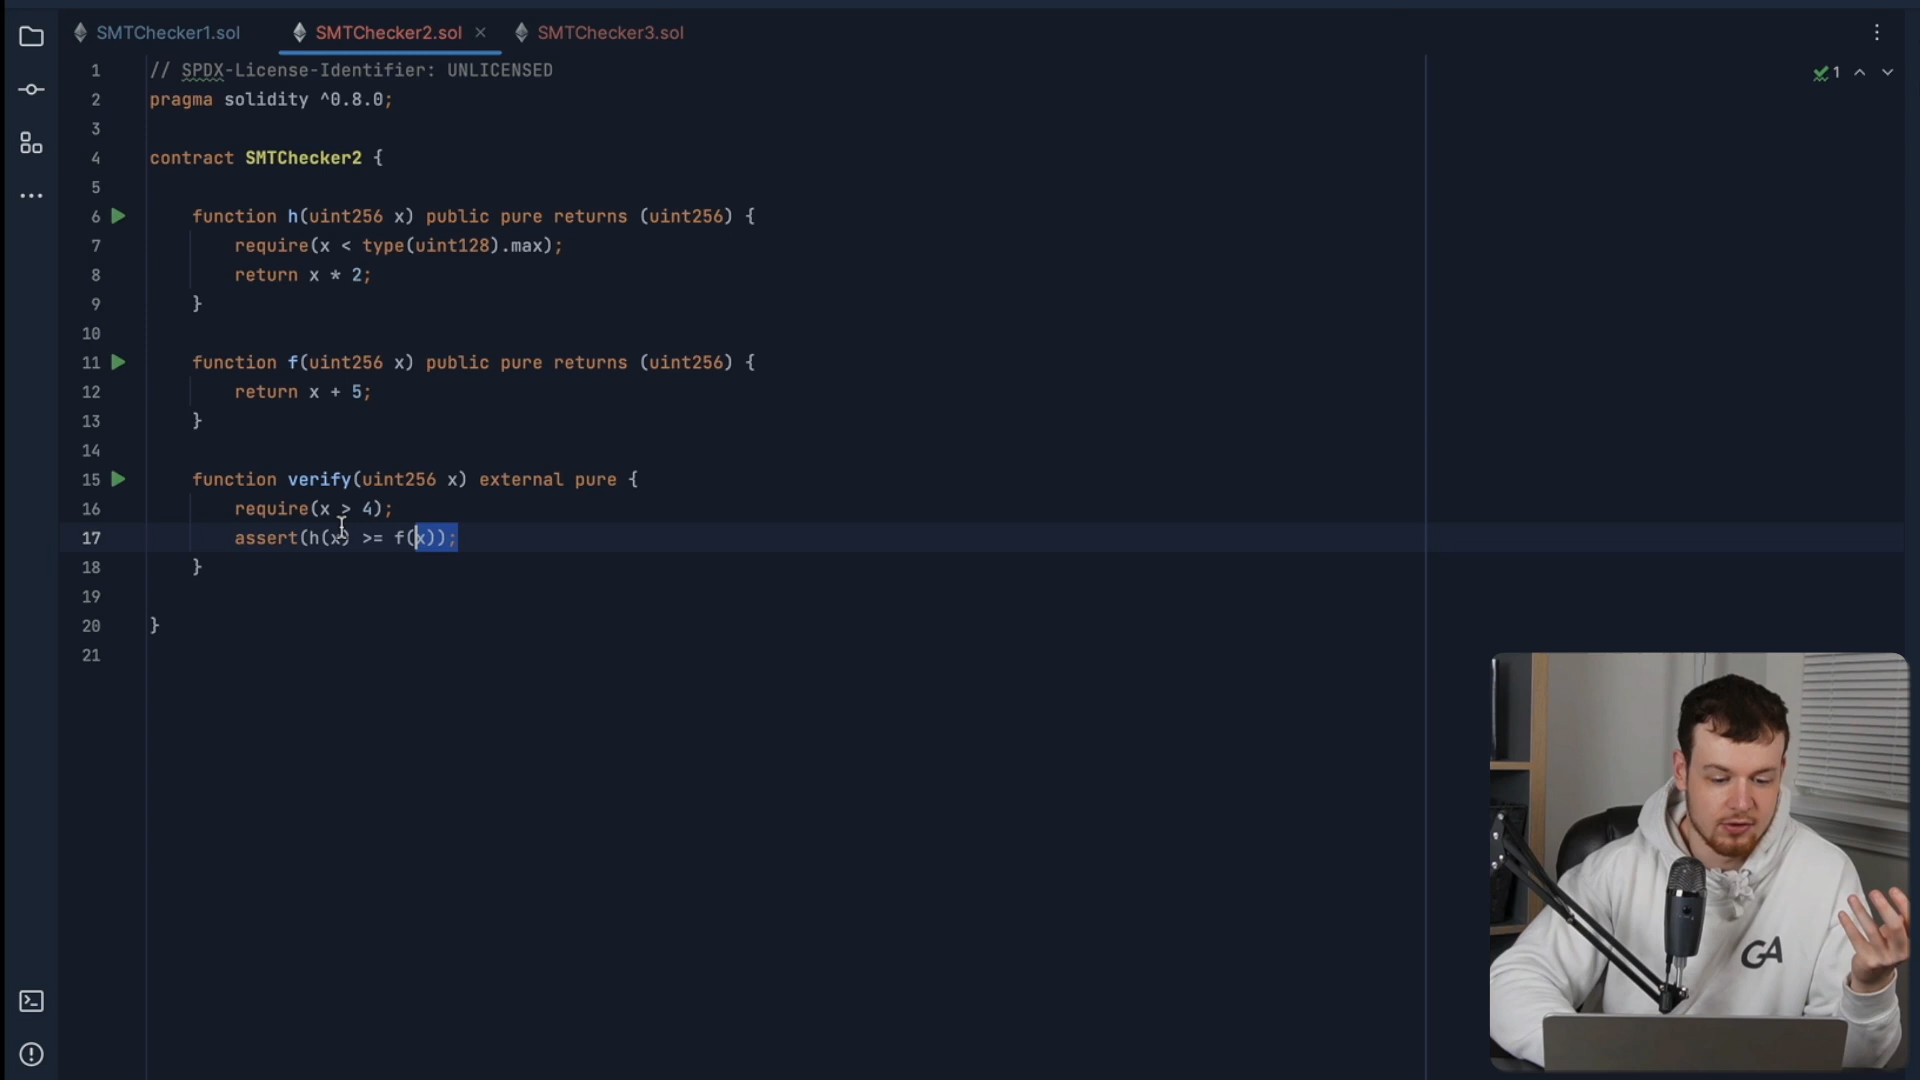 SMTChecker1.sol SMTChecker2.sol × SMTChecker3.sol
1 // SPDX-License-Identifier: UNLICENSED
1
2 pragma solidity ^0.8.0;
3
4 contract SMTChecker2 {
5
6 function h(uint256 x) public pure returns (uint256) {
7 require(x < type(uint128).max);
8 return x * 2;
9 }
10
11 function f(uint256 x) public pure returns (uint256) {
12 return x + 5;
13 }
14
15 function verify(uint256 x) external pure {
16 require(x > 4);
17 assert(h(x) >= f(x));
18 }
19
20 }
21
GA